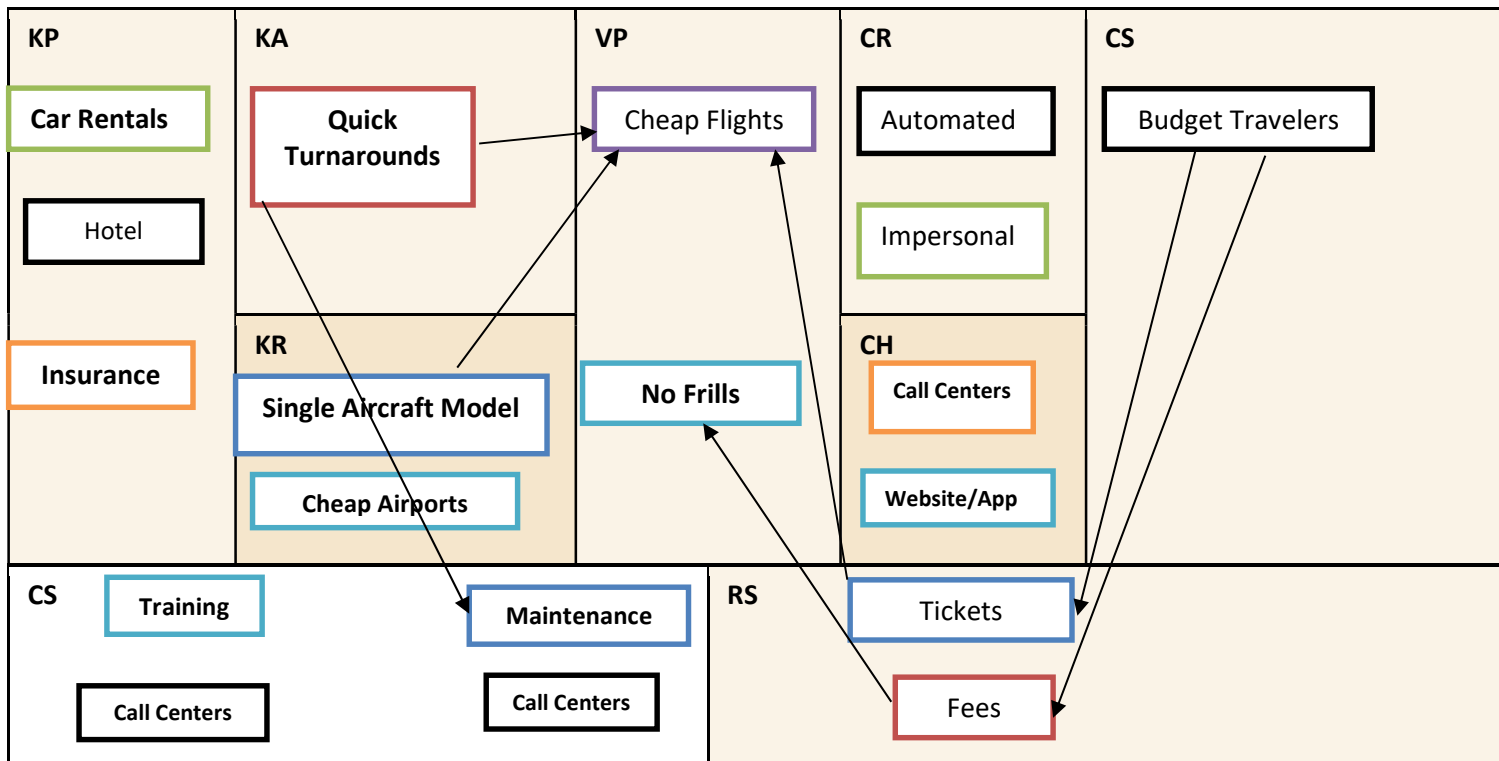 KP
Car Rentals
Hotel
Insurance
KA
Quick
Turnarounds
KR
Single Aircraft Model
Cheap Airports
VP
Cheap Flights
No Frills
CR
Automated
Impersonal
CH
Call Centers
Website/App
CS
Budget Travelers
CS
Training
Maintenance
Call Centers
Call Centers
RS
Tickets
Fees